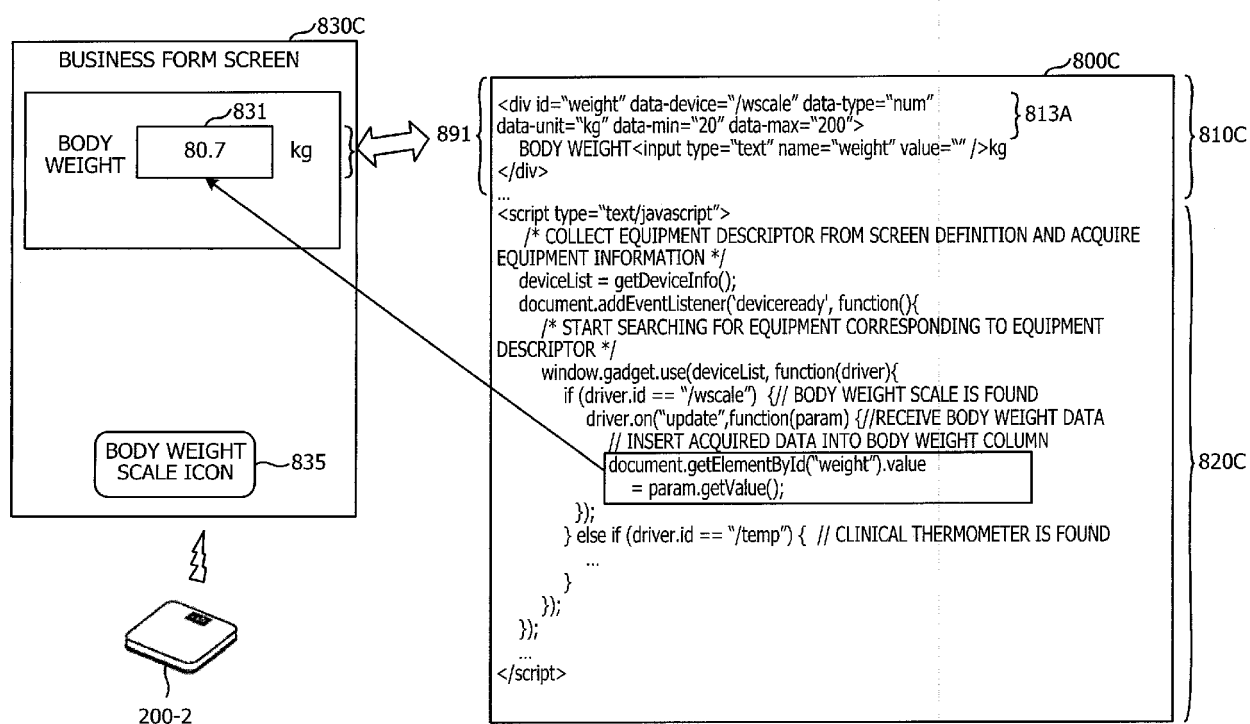 830C
BUSINESS FORM SCREEN
831
BODY
WEIGHT
80.7
kg
891
BODY WEIGHT
SCALE ICON
835
200-2
800C
<div id="weight" data-device="/wscale" data-type="num"
data-unit="kg" data-min="20" data-max="200">
BODY WEIGHT<input type="text" name="weight" value="" />kg
</div>
...
813A
810C
<script type="text/javascript">
/* COLLECT EQUIPMENT DESCRIPTOR FROM SCREEN DEFINITION AND ACQUIRE
EQUIPMENT INFORMATION */
deviceList = getDeviceInfo();
document.addEventListener('deviceready', function(){
/* START SEARCHING FOR EQUIPMENT CORRESPONDING TO EQUIPMENT
DESCRIPTOR */
window.gadget.use(deviceList, function(driver){
if (driver.id == "/wscale") {// BODY WEIGHT SCALE IS FOUND
driver.on("update",function(param) {//RECEIVE BODY WEIGHT DATA
// INSERT ACQUIRED DATA INTO BODY WEIGHT COLUMN
document.getElementById("weight").value
= param.getValue();
});
} else if (driver.id == "/temp") { // CLINICAL THERMOMETER IS FOUND
...
}
});
});
...
</script>
820C